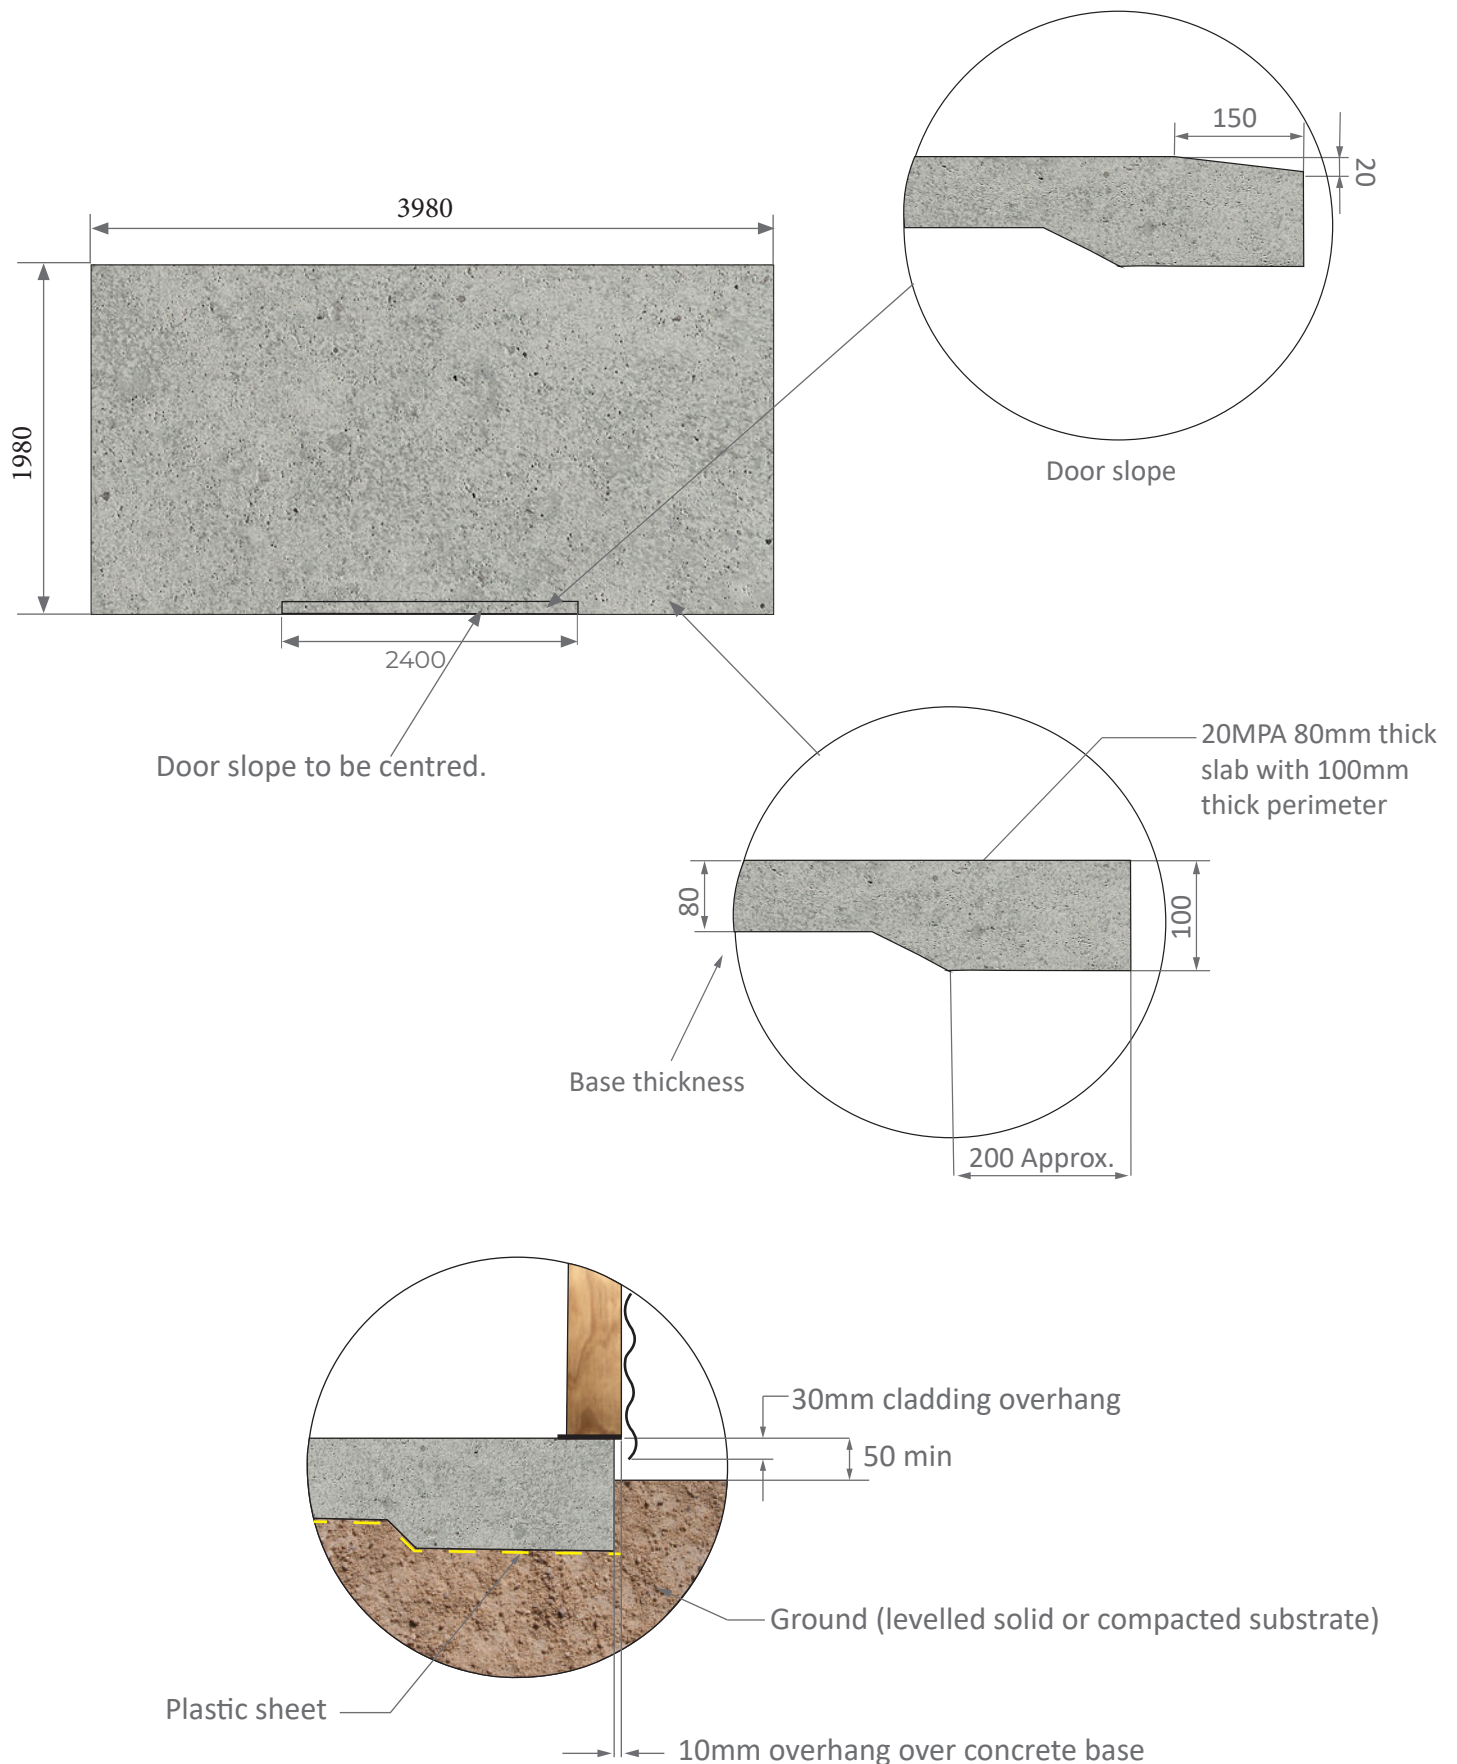 150
20
Door slope
3980
1980
2400
Door slope to be centred.
20MPA 80mm thick
slab with 100mm
thick perimeter
80
100
Base thickness
200 Approx.
30mm cladding overhang
50 min
Ground (levelled solid or compacted substrate)
Plastic sheet
10mm overhang over concrete base